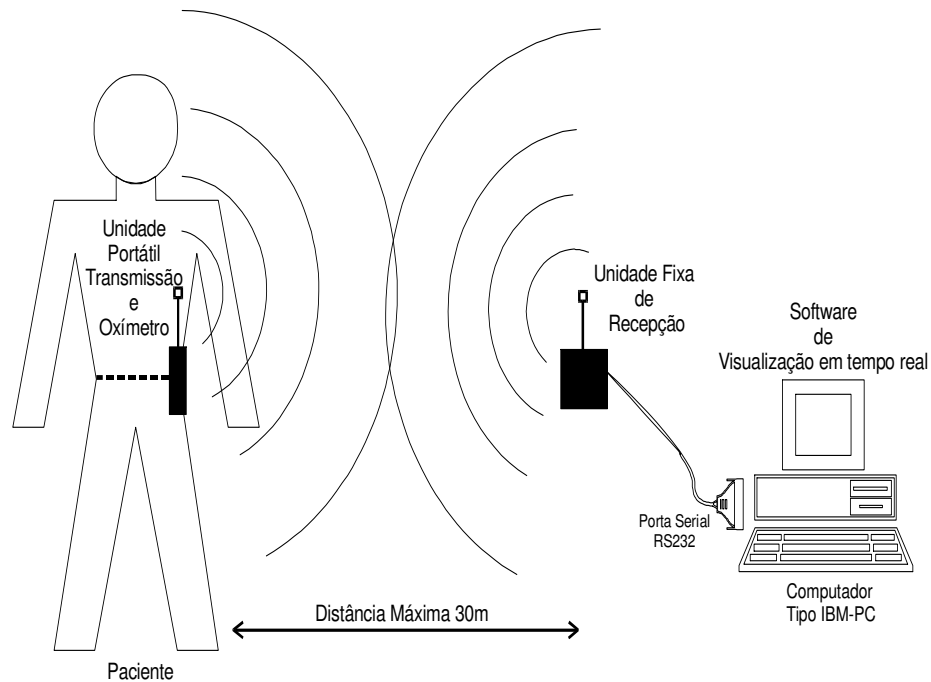 Unidade
Portátil
Transmissão
e
Oxímetro
Unidade Fixa
de
Recepção
Software
de
Visualização em tempo real
Porta Serial
RS232
Computador
Tipo IBM-PC
Distância Máxima 30m
Paciente